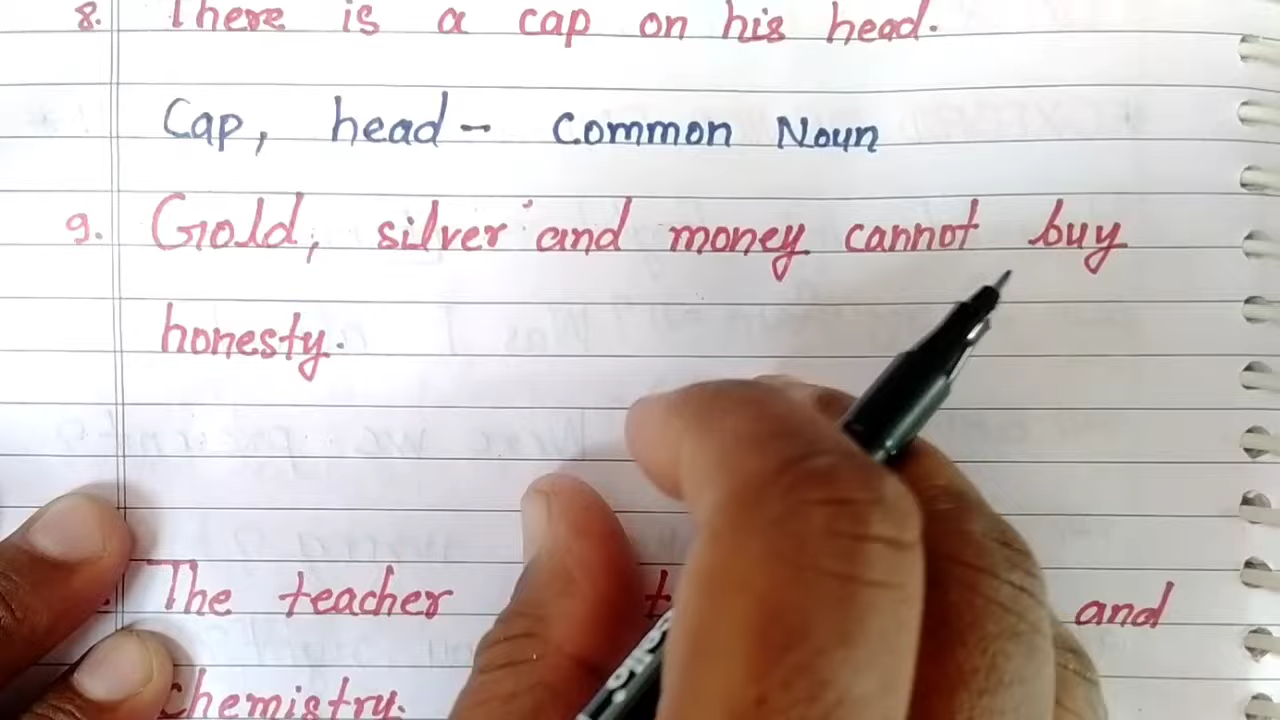 8. There is a cap on his head.
Cap, head - Common Noun
9. Gold, silver and money cannot buy
honesty.
The teacher and
chemistry.